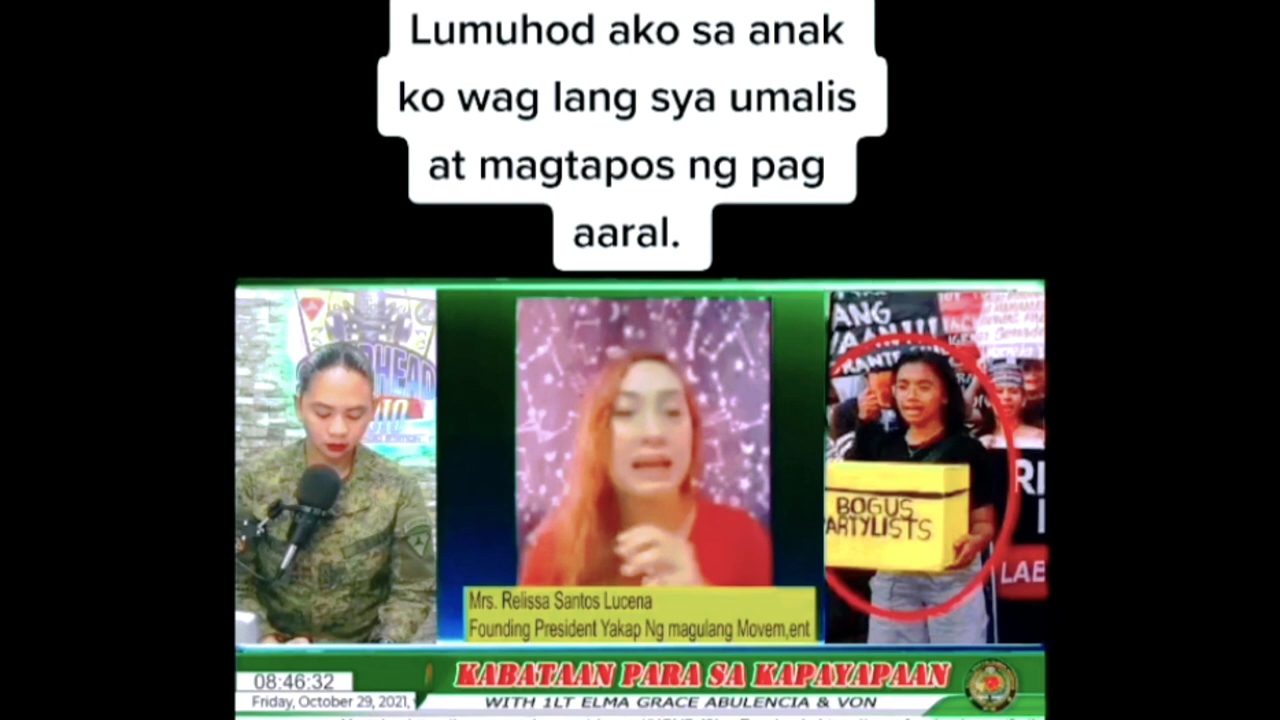 Lumuhod ako sa anak
ko wag lang sya umalis
at magtapos ng pag
aaral.
ANG
BOGUS
ARTYLISTS
LAB
Mrs. Relissa Santos Lucena
Founding President Yakap Ng magulang Movem,ent
08:46:32
KABATAAN PARA SA KAPAYAPAAN
Friday, October 29, 2021,
WITH 1LT ELMA GRACE ABULENCIA & VON